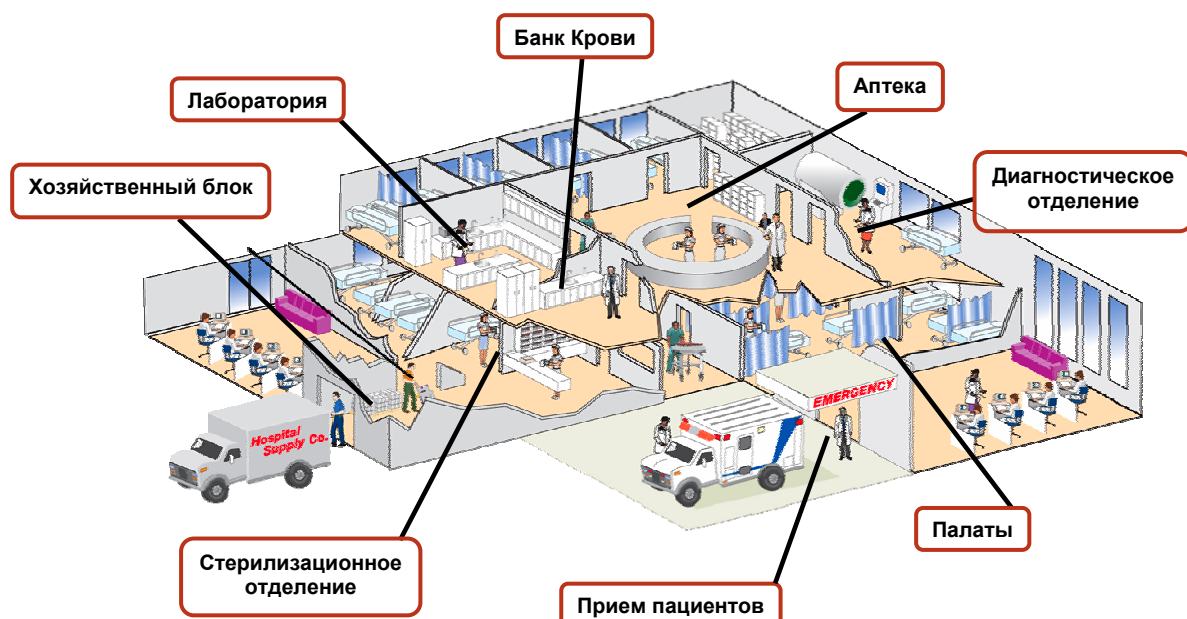 Банк Крови
Аптека
Лаборатория
Диагностическое
отделение
Хозяйственный блок
EMERGENCY
Hospital
Supply Co.
Палаты
Стерилизационное
отделение
Прием пациентов